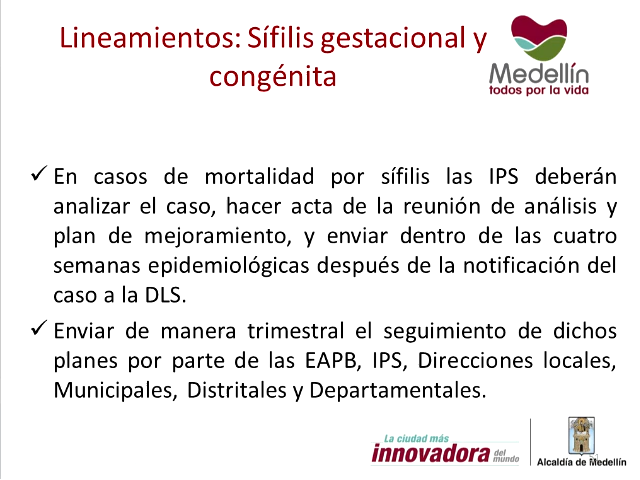 Lineamientos: Sífilis gestacional y
congénita
Medellín
todos por la vida
✓ En casos de mortalidad por sífilis las IPS deberán
analizar el caso, hacer acta de la reunión de análisis y
plan de mejoramiento, y enviar dentro de las cuatro
semanas epidemiológicas después de la notificación del
caso a la DLS.
✓ Enviar de manera trimestral el seguimiento de dichos
planes por parte de las EAPB, IPS, Direcciones locales,
Municipales, Distritales y Departamentales.
La ciudad más
innovadora del
mundo
Alcaldía de Medellín